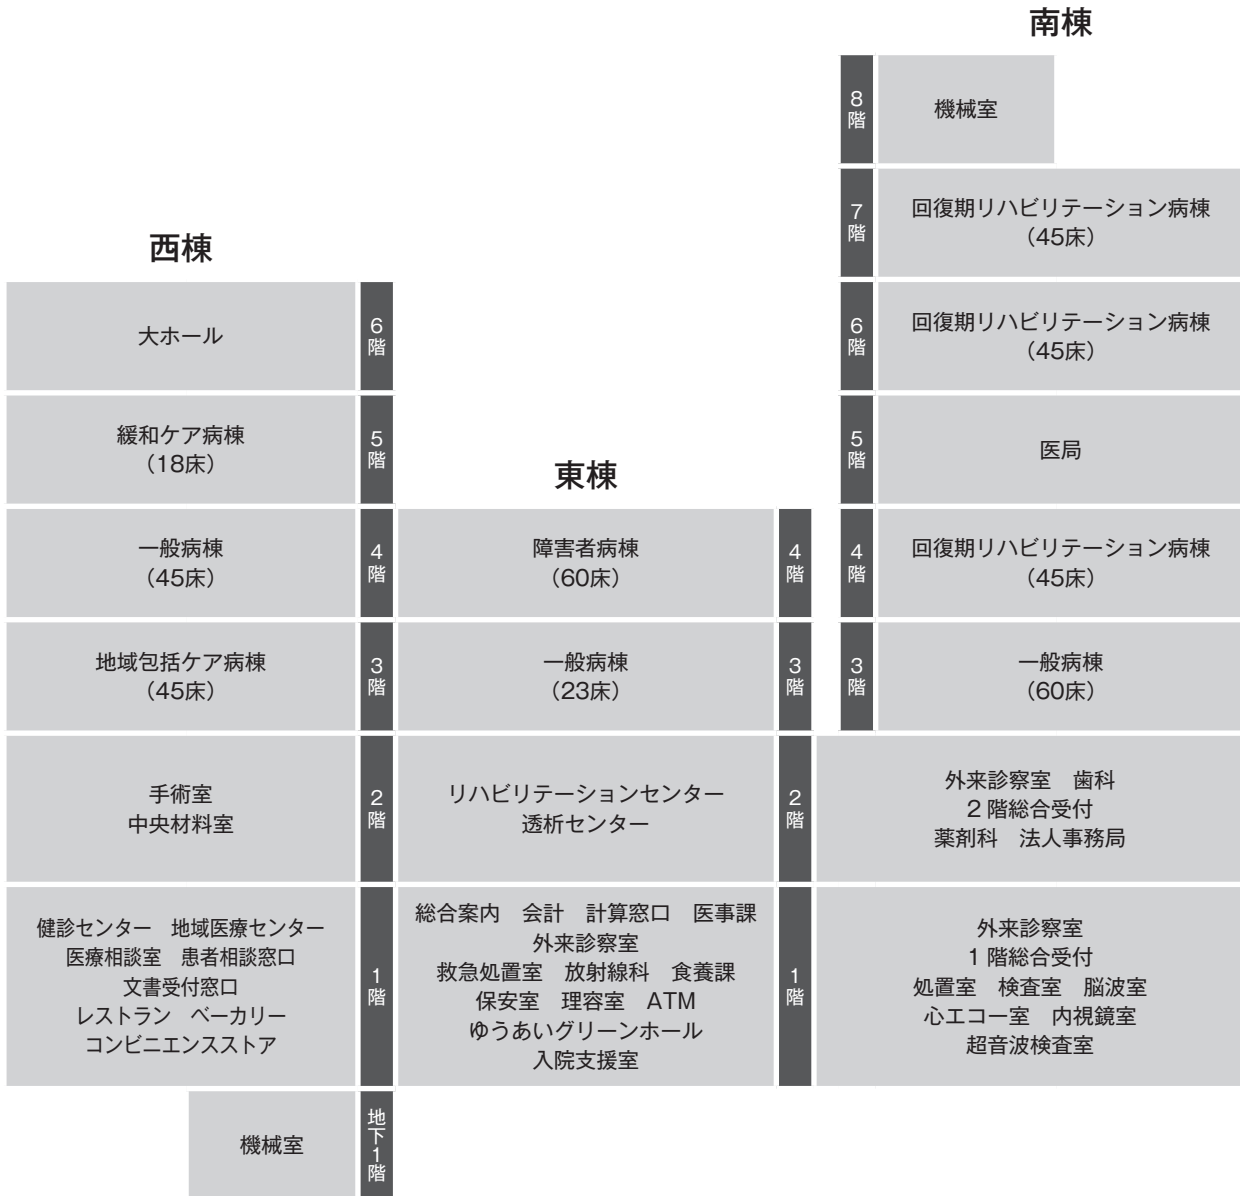 南棟
8階
機械室
7階
回復期リハビリテーション病棟
（45床）
西棟
大ホール
6階
6階
回復期リハビリテーション病棟
（45床）
緩和ケア病棟
（18床）
5階
東棟
5階
医局
一般病棟
（45床）
4階
障害者病棟
（60床）
4階
4階
回復期リハビリテーション病棟
（45床）
地域包括ケア病棟
（45床）
3階
一般病棟
（23床）
3階
3階
一般病棟
（60床）
手術室
中央材料室
2階
リハビリテーションセンター
透析センター
2階
外来診察室　歯科
2階総合受付
薬剤科　法人事務局
健診センター　地域医療センター
医療相談室　患者相談窓口
文書受付窓口
レストラン　ベーカリー
コンビニエンスストア
1階
総合案内　会計　計算窓口　医事課
外来診察室
救急処置室　放射線科　食養課
保安室　理容室　ATM
ゆうあいグリーンホール
入院支援室
1階
外来診察室
1階総合受付
処置室　検査室　脳波室
心エコー室　内視鏡室
超音波検査室
機械室
地下1階